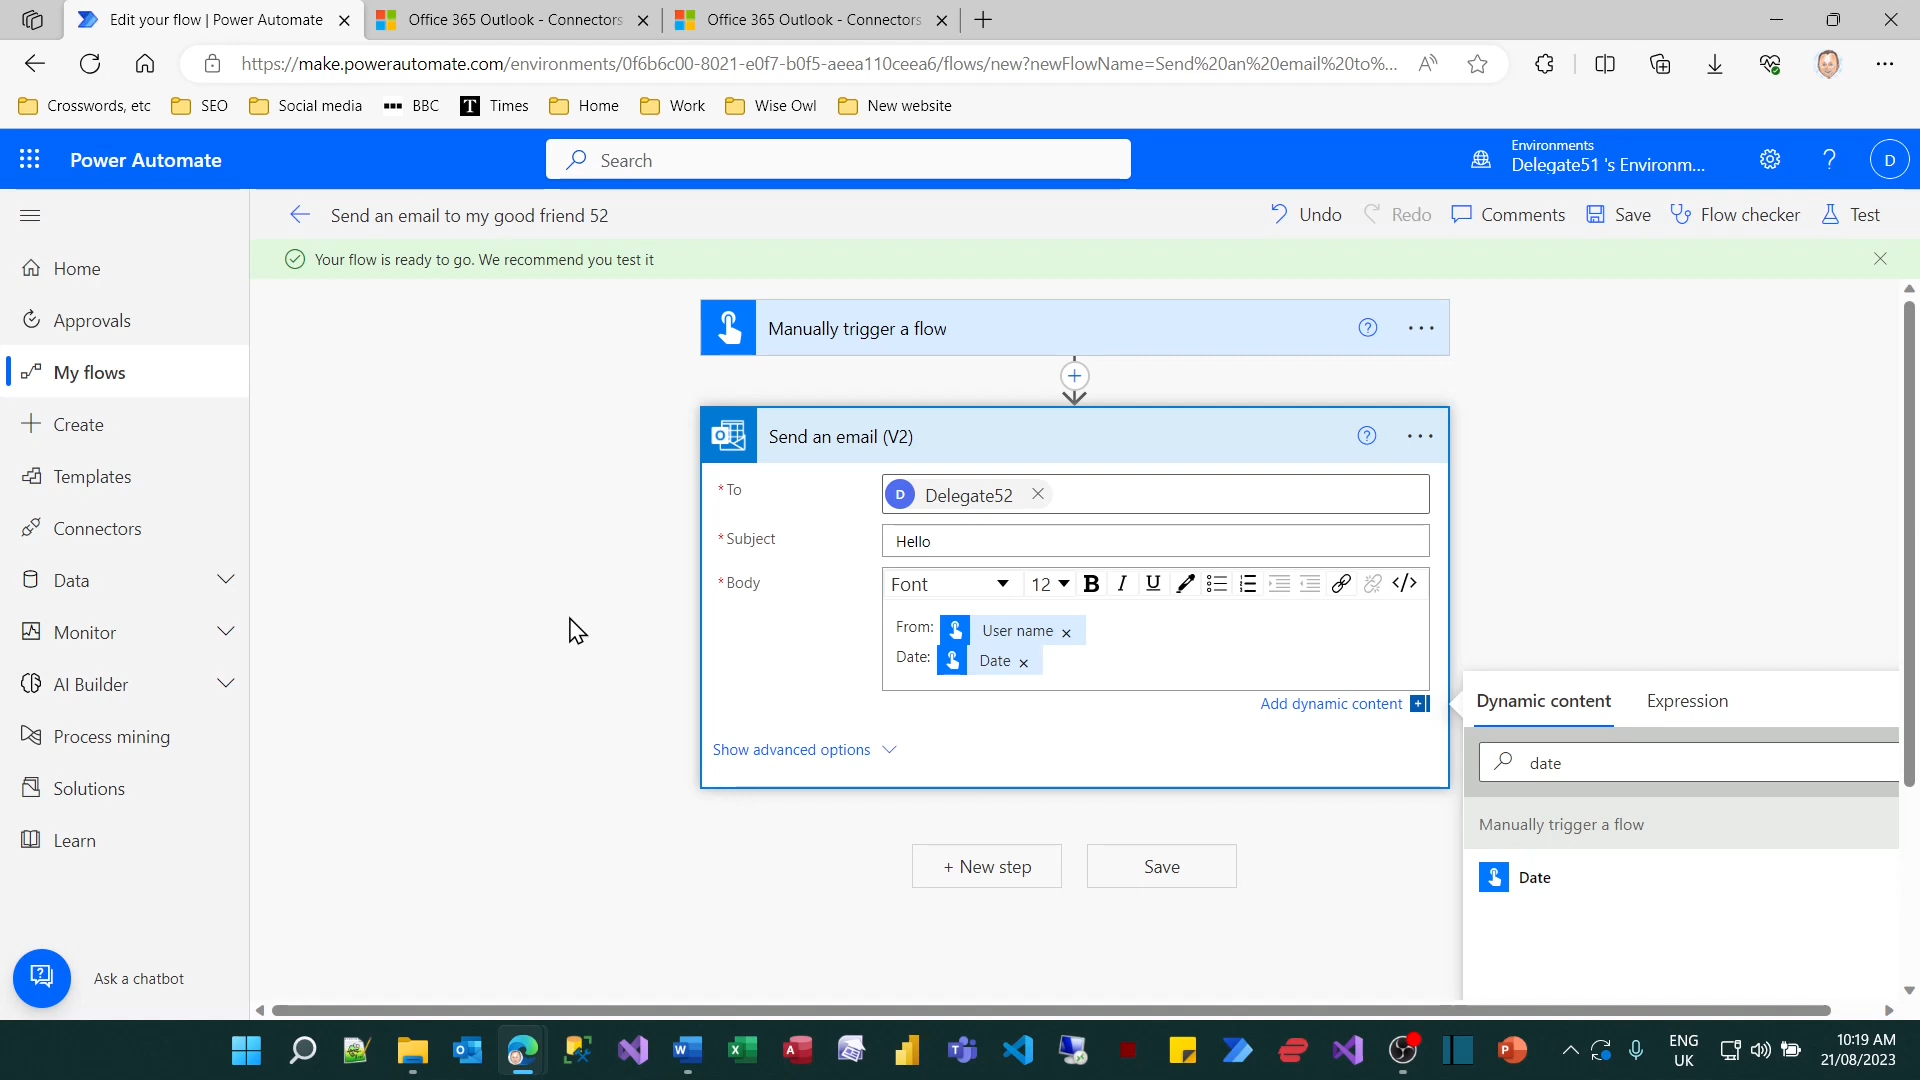 Edit your flow | Power Automate
Office 365 Outlook - Connectors
Office 365 Outlook - Connectors
https://make.powerautomate.com/environments/0f6b6c00-8021-e0f7-b0f5-aeea110ceea6/flows/new?newFlowName=Send%20an%20email%20to%...
Crosswords, etc
SEO
Social media
BBC
T Times
Home
Work
Wise Owl
New website
Power Automate
Search
Environments
Delegate51 's Environm...
?
D
Send an email to my good friend 52
Undo
Redo
Comments
Save
Flow checker
Test
Your flow is ready to go. We recommend you test it
Home
Approvals
My flows
Create
Templates
Connectors
Data
Monitor
AI Builder
Process mining
Solutions
Learn
Ask a chatbot
Manually trigger a flow
Send an email (V2)
* To
D Delegate52
* Subject
Hello
* Body
Font
12
B I U
From: User name
Date: Date
Add dynamic content
Show advanced options
+ New step
Save
Dynamic content
Expression
date
Manually trigger a flow
Date
ENG
UK
10:19 AM
21/08/2023